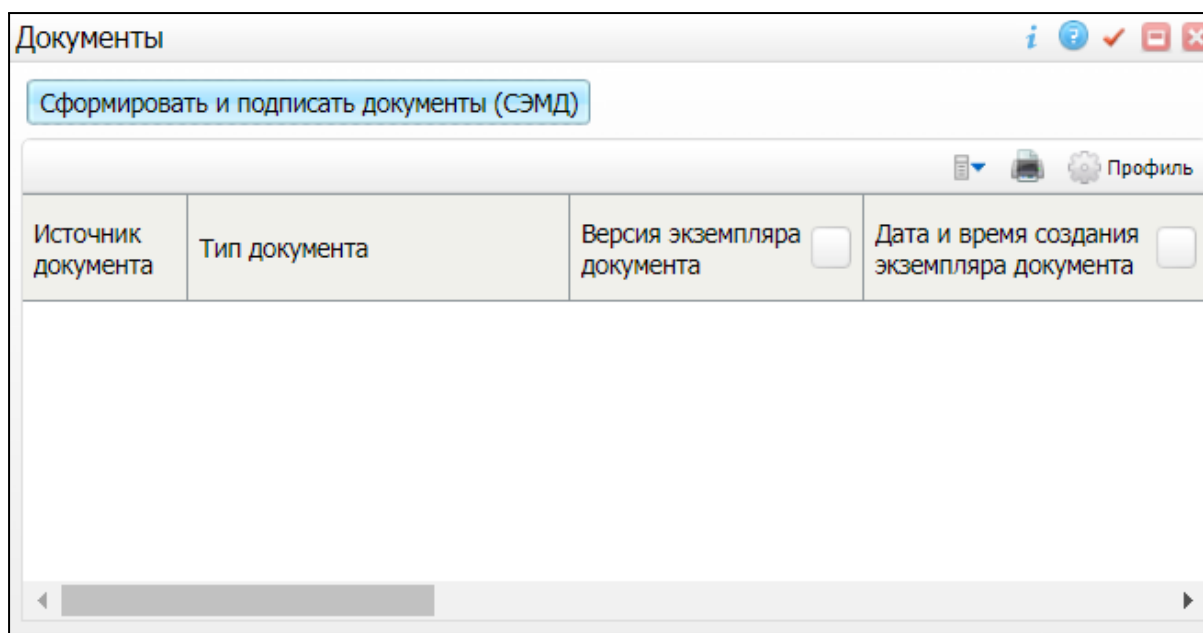 Документы
Сформировать и подписать документы (СЭМД)
Профиль
Источник
документа
Тип документа
Версия экземпляра
документа
Дата и время создания
экземпляра документа